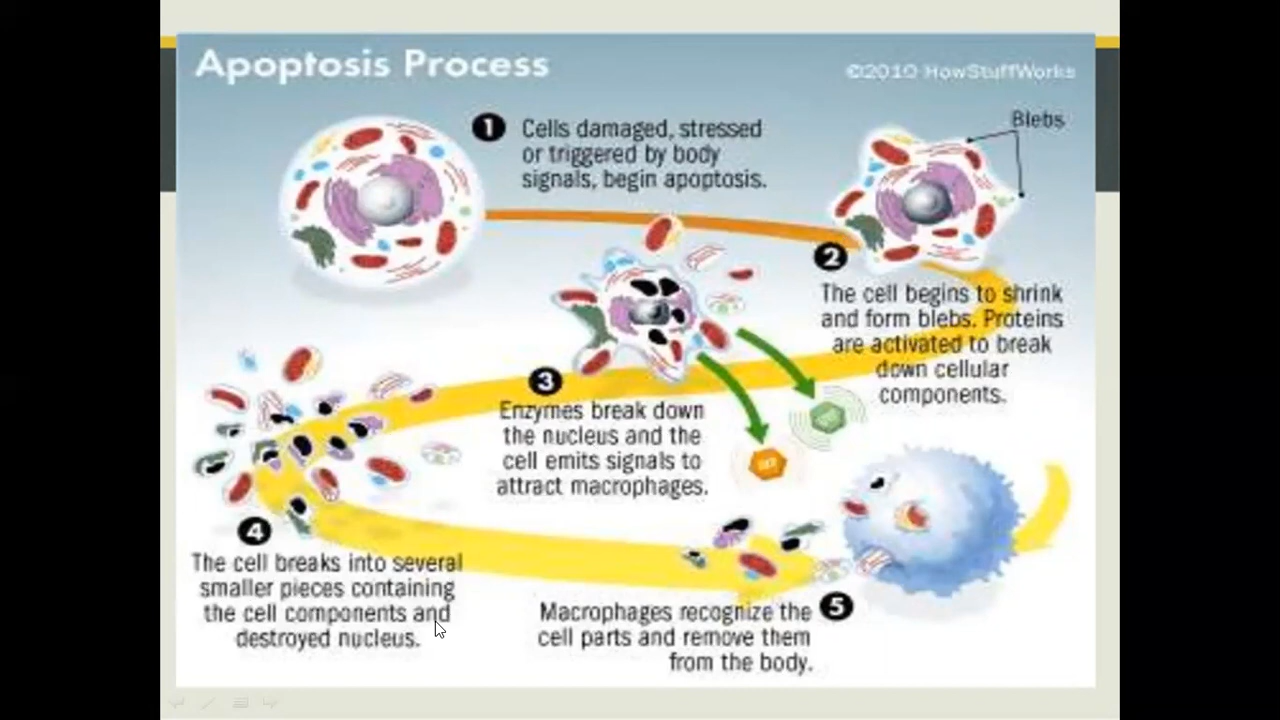 Apoptosis Process
©2010 HowStuffWorks
1
Cells damaged, stressed
or triggered by body
signals, begin apoptosis.
Blebs
2
The cell begins to shrink
and form blebs. Proteins
are activated to break
down cellular
components.
3
Enzymes break down
the nucleus and the
cell emits signals to
attract macrophages.
4
The cell breaks into several
smaller pieces containing
the cell components and
destroyed nucleus.
5
Macrophages recognize the
cell parts and remove them
from the body.